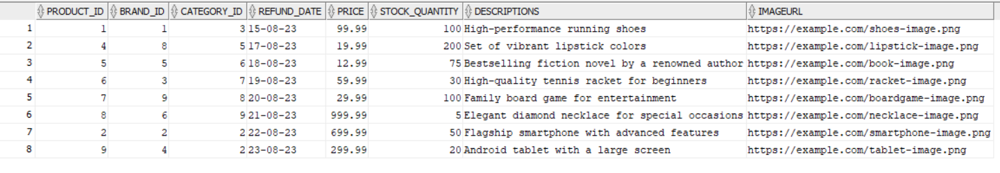 PRODUCT_ID BRAND_ID CATEGORY_ID REFUND_DATE PRICE STOCK_QUANTITY DESCRIPTIONS IMAGEURL
1 1 1 3 15-08-23 99.99 100 High-performance running shoes https://example.com/shoes-image.png
2 4 8 5 17-08-23 19.99 200 Set of vibrant lipstick colors https://example.com/lipstick-image.png
3 5 5 6 18-08-23 12.99 75 Bestselling fiction novel by a renowned author https://example.com/book-image.png
4 6 3 7 19-08-23 59.99 30 High-quality tennis racket for beginners https://example.com/racket-image.png
5 7 9 8 20-08-23 29.99 100 Family board game for entertainment https://example.com/boardgame-image.png
6 8 6 9 21-08-23 999.99 5 Elegant diamond necklace for special occasions https://example.com/necklace-image.png
7 2 2 2 22-08-23 699.99 50 Flagship smartphone with advanced features https://example.com/smartphone-image.png
8 9 4 2 23-08-23 299.99 20 Android tablet with a large screen https://example.com/tablet-image.png